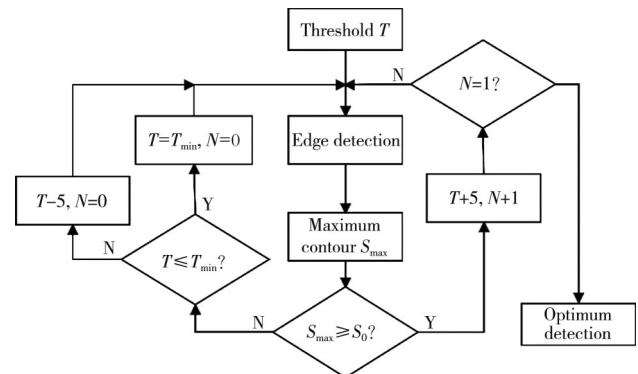 Threshold T
N
N=1?
T=Tmin, N=0
Edge detection
T−5, N=0
T+5, N+1
Y
N
Maximum
contour Smax
T≤Tmin?
N
Smax≥S0?
Y
Optimum
detection